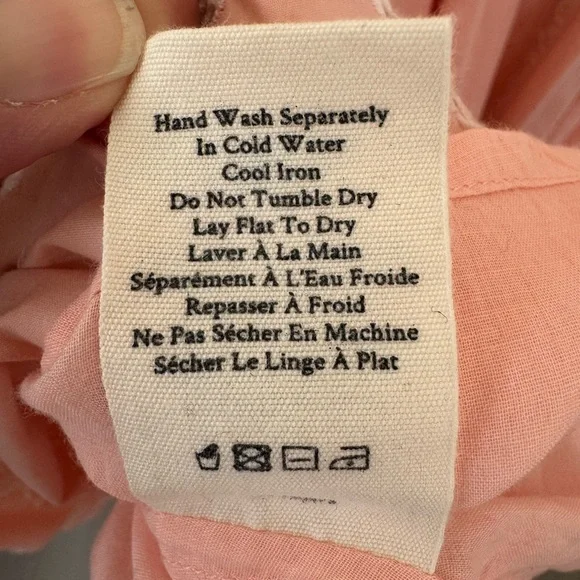 Hand Wash Separately
In Cold Water
Cool Iron
Do Not Tumble Dry
Lay Flat To Dry
Laver À La Main
Séparément À L'Eau Froide
Repasser À Froid
Ne Pas Sécher En Machine
Sécher Le Linge À Plat